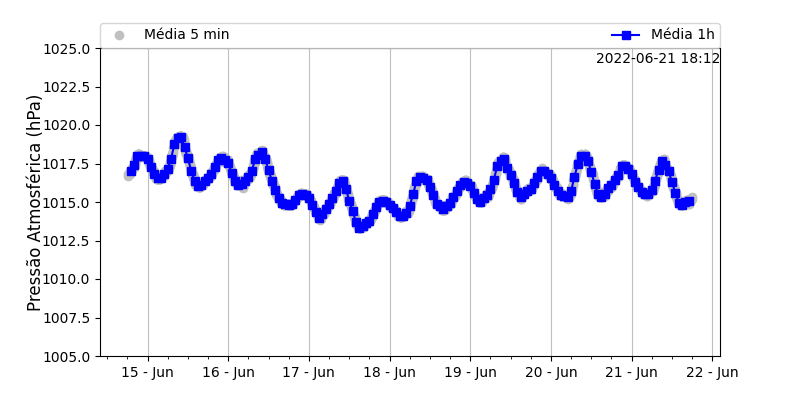 Média 5 min
Média 1h
2022-06-21 18:12
Pressão Atmosférica (hPa)
1025.0
1022.5
1020.0
1017.5
1015.0
1012.5
1010.0
1007.5
1005.0
15 - Jun
16 - Jun
17 - Jun
18 - Jun
19 - Jun
20 - Jun
21 - Jun
22 - Jun